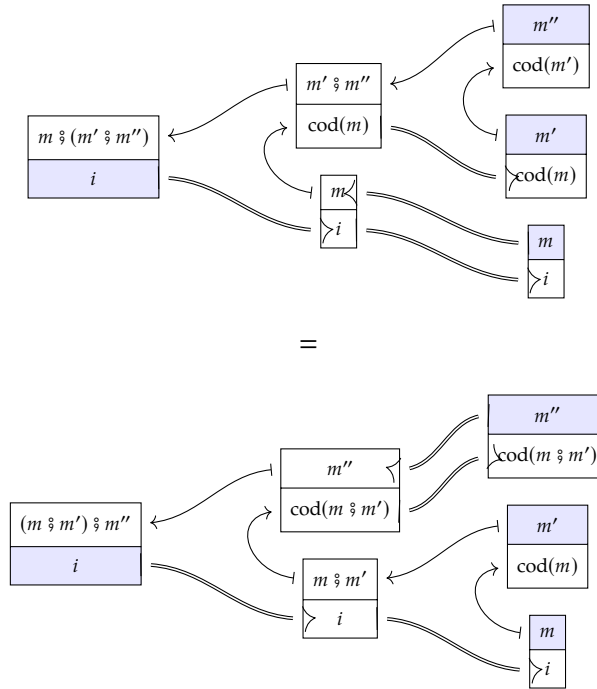 m''
cod(m')
m' ⨟ m''
cod(m)
m ⨟ (m' ⨟ m'')
i
m'
cod(m)
m
i
m
i
=
m''
cod(m ⨟ m')
m''
cod(m ⨟ m')
(m ⨟ m') ⨟ m''
i
m'
cod(m)
m ⨟ m'
i
m
i